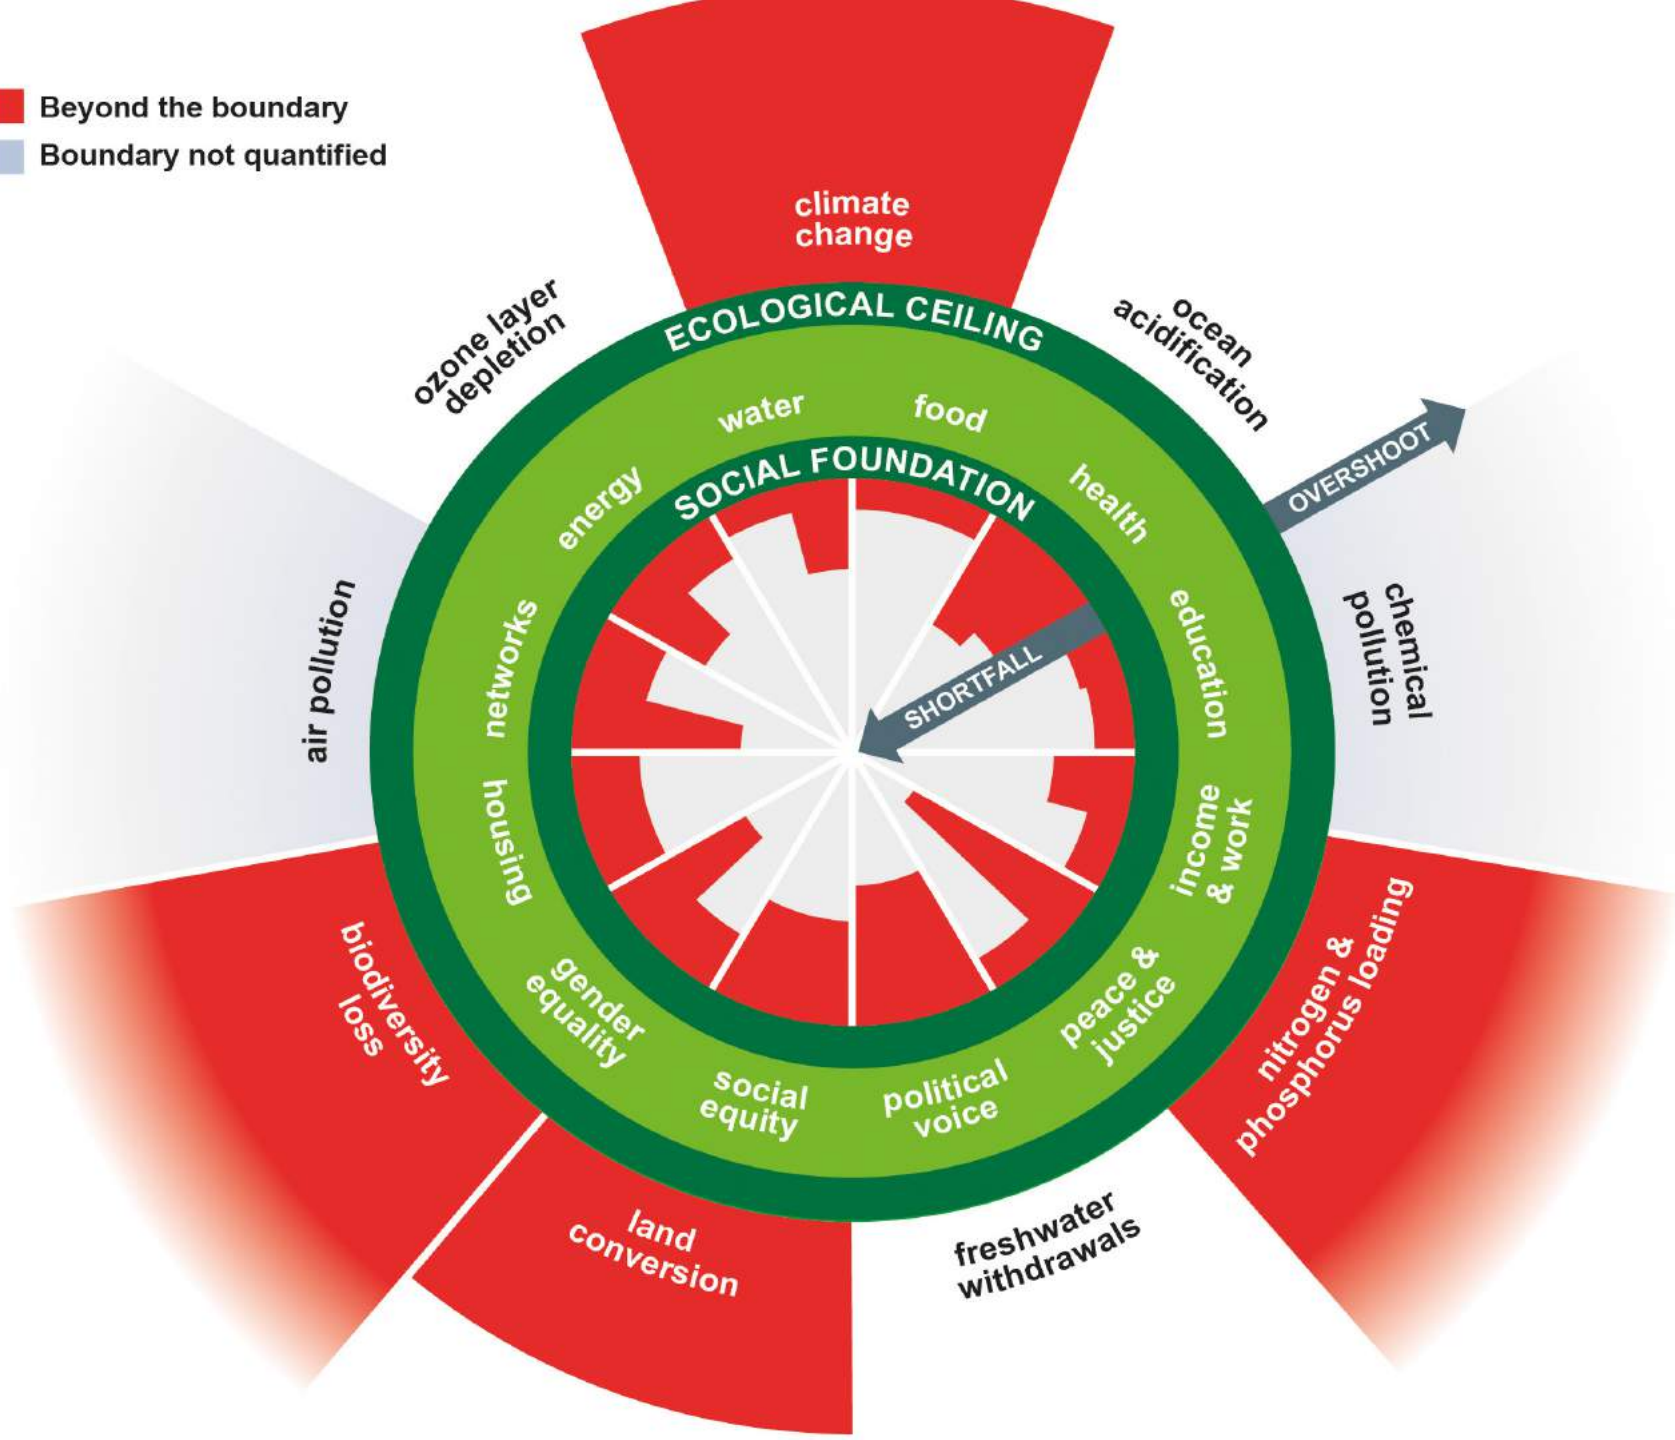 Beyond the boundary
Boundary not quantified
climate
change
ozone layer
depletion
ocean
acidification
ECOLOGICAL CEILING
water
food
SOCIAL FOUNDATION
energy
health
OVERSHOOT
networks
education
SHORTFALL
air pollution
chemical
pollution
housing
income
& work
biodiversity
loss
gender
equality
peace &
justice
nitrogen &
phosphorus loading
social
equity
political
voice
land
conversion
freshwater
withdrawals